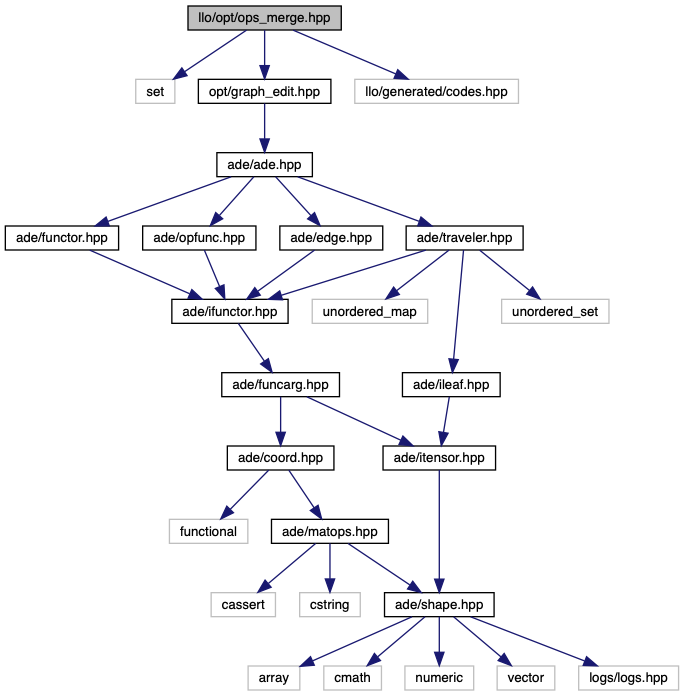 llo/opt/ops_merge.hpp
set
opt/graph_edit.hpp
llo/generated/codes.hpp
ade/ade.hpp
ade/functor.hpp
ade/opfunc.hpp
ade/edge.hpp
ade/traveler.hpp
ade/ifunctor.hpp
unordered_map
unordered_set
ade/funcarg.hpp
ade/ileaf.hpp
ade/coord.hpp
ade/itensor.hpp
functional
ade/matops.hpp
cassert
cstring
ade/shape.hpp
array
cmath
numeric
vector
logs/logs.hpp